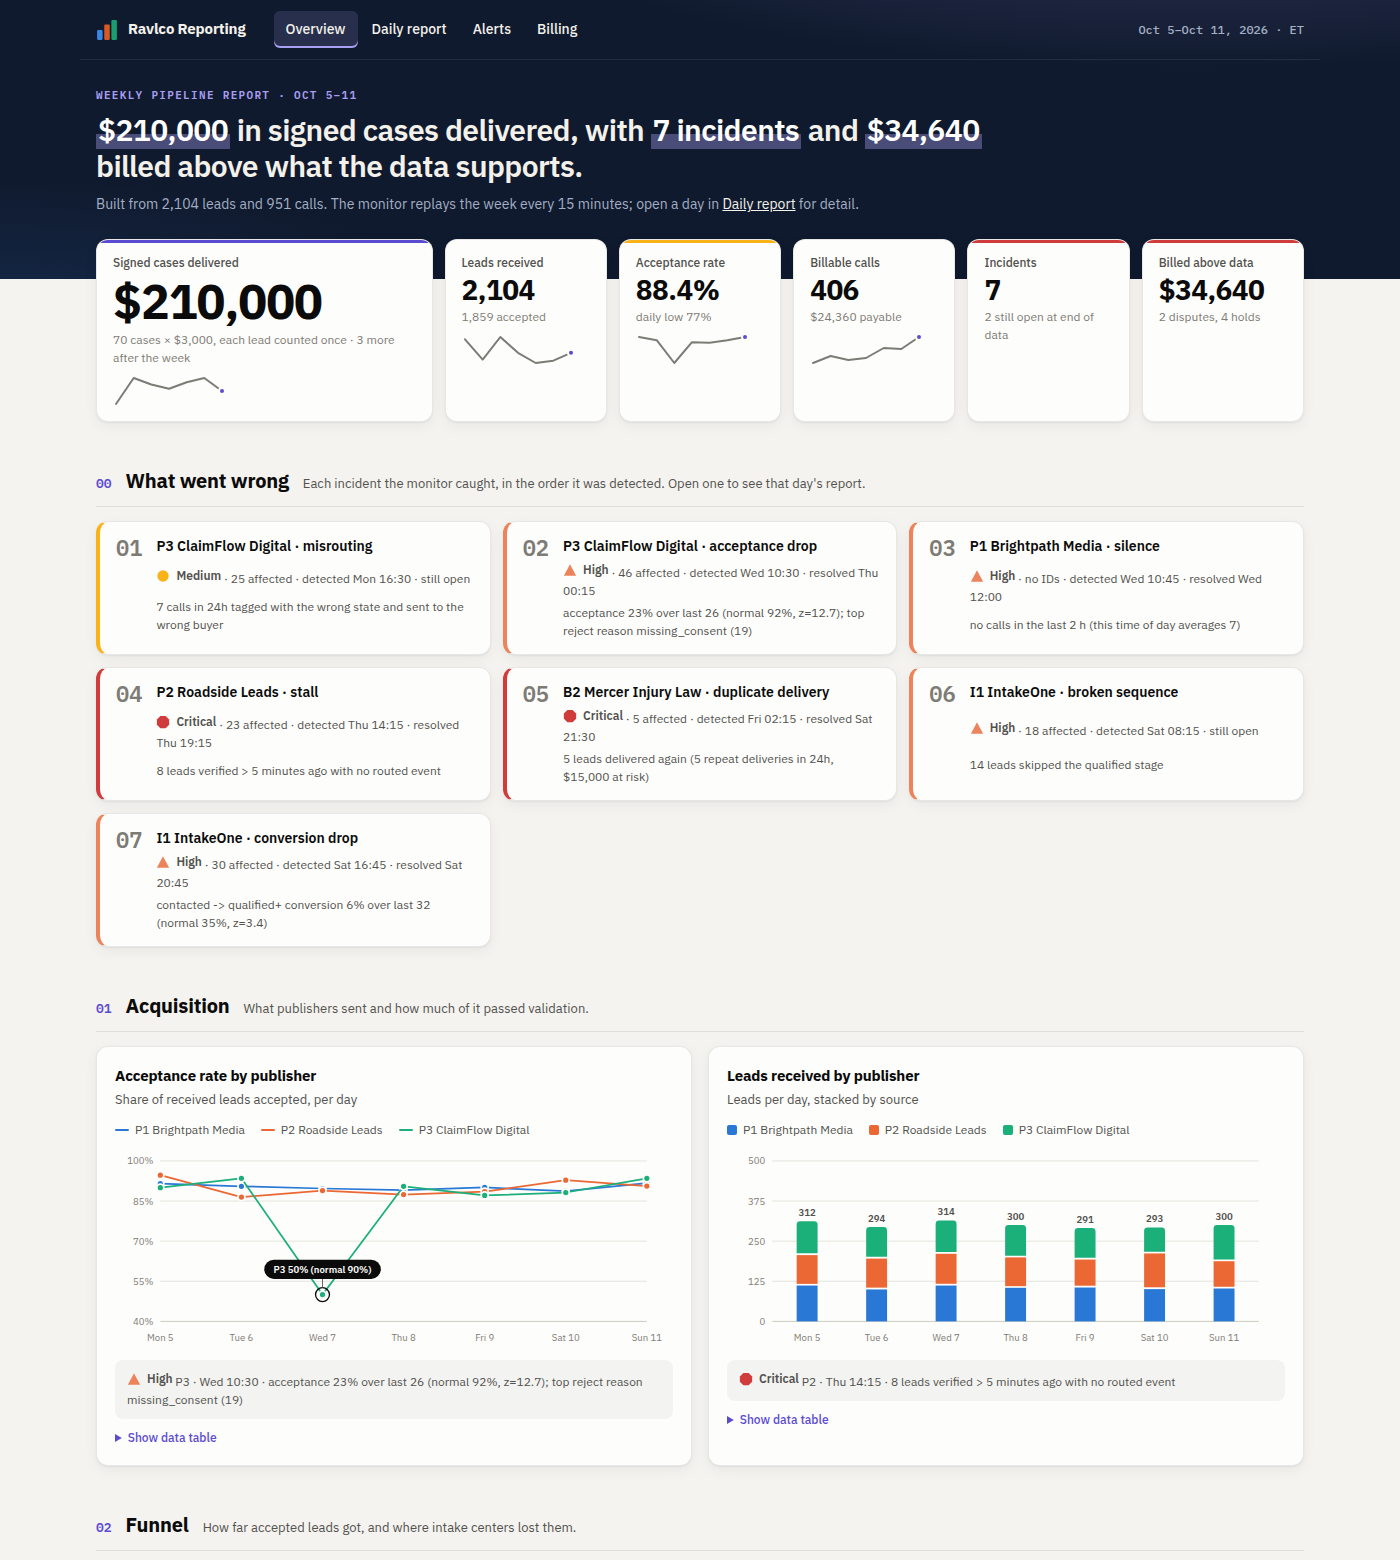 Ravlco Reporting
Overview
Daily report
Alerts
Billing
Oct 5–Oct 11, 2026 · ET
WEEKLY PIPELINE REPORT · OCT 5–11
$210,000 in signed cases delivered, with 7 incidents and $34,640
billed above what the data supports.
Built from 2,104 leads and 951 calls. The monitor replays the week every 15 minutes; open a day in Daily report for detail.
Signed cases delivered
$210,000
70 cases × $3,000, each lead counted once · 3 more
after the week
Leads received
2,104
1,859 accepted
Acceptance rate
88.4%
daily low 77%
Billable calls
406
$24,360 payable
Incidents
7
2 still open at end of
data
Billed above data
$34,640
2 disputes, 4 holds
00 What went wrong Each incident the monitor caught, in the order it was detected. Open one to see that day's report.
01 P3 ClaimFlow Digital · misrouting
Medium · 25 affected · detected Mon 16:30 · still open
7 calls in 24h tagged with the wrong state and sent to the
wrong buyer
02 P3 ClaimFlow Digital · acceptance drop
High · 46 affected · detected Wed 10:30 · resolved Thu
00:15
acceptance 23% over last 26 (normal 92%, z=12.7); top
reject reason missing_consent (19)
03 P1 Brightpath Media · silence
High · no IDs · detected Wed 10:45 · resolved Wed
12:00
no calls in the last 2 h (this time of day averages 7)
04 P2 Roadside Leads · stall
Critical · 23 affected · detected Thu 14:15 · resolved
Thu 19:15
8 leads verified > 5 minutes ago with no routed event
05 B2 Mercer Injury Law · duplicate delivery
Critical · 5 affected · detected Fri 02:15 · resolved Sat
21:30
5 leads delivered again (5 repeat deliveries in 24h,
$15,000 at risk)
06 I1 IntakeOne · broken sequence
High · 18 affected · detected Sat 08:15 · still open
14 leads skipped the qualified stage
07 I1 IntakeOne · conversion drop
High · 30 affected · detected Sat 16:45 · resolved Sat
20:45
contacted -> qualified+ conversion 6% over last 32
(normal 35%, z=3.4)
01 Acquisition What publishers sent and how much of it passed validation.
Acceptance rate by publisher
Share of received leads accepted, per day
P1 Brightpath Media P2 Roadside Leads P3 ClaimFlow Digital
100%
85%
70%
55%
40%
P3 50% (normal 90%)
Mon 5 Tue 6 Wed 7 Thu 8 Fri 9 Sat 10 Sun 11
High P3 · Wed 10:30 · acceptance 23% over last 26 (normal 92%, z=12.7); top reject reason
missing_consent (19)
Show data table
Leads received by publisher
Leads per day, stacked by source
P1 Brightpath Media P2 Roadside Leads P3 ClaimFlow Digital
500
375
250
125
0
312 294 314 300 291 293 300
Mon 5 Tue 6 Wed 7 Thu 8 Fri 9 Sat 10 Sun 11
Critical P2 · Thu 14:15 · 8 leads verified > 5 minutes ago with no routed event
Show data table
02 Funnel How far accepted leads got, and where intake centers lost them.